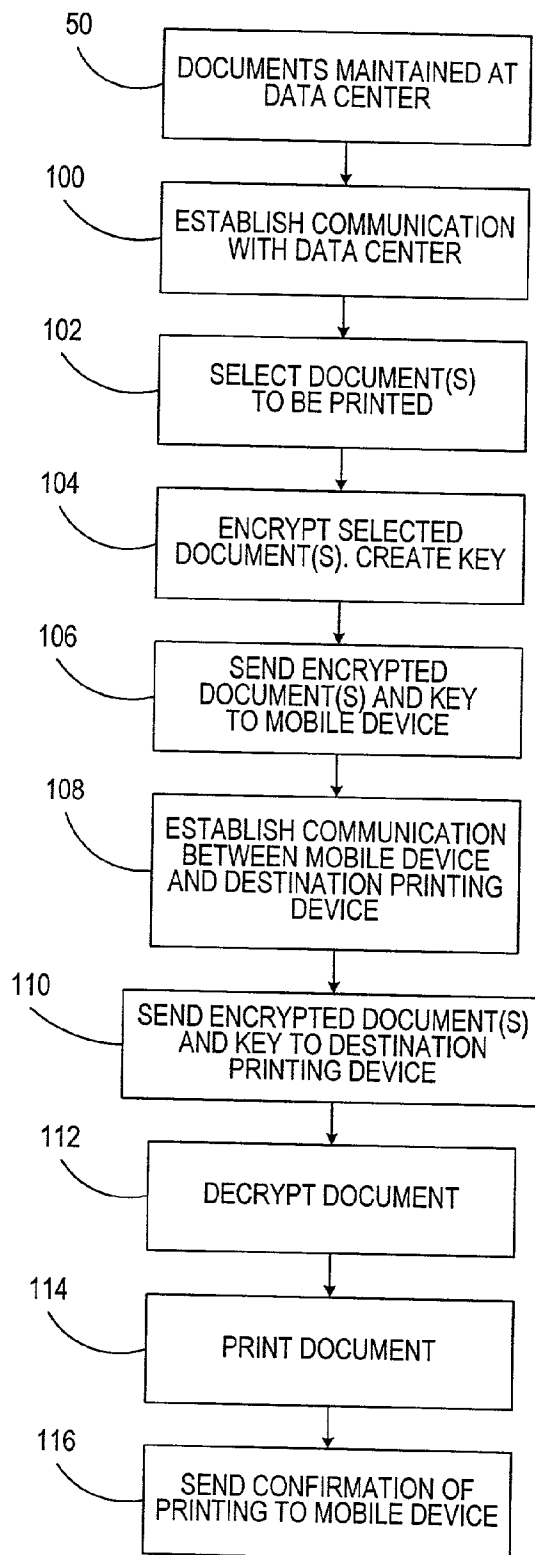 50
DOCUMENTS MAINTAINED AT
DATA CENTER
100
ESTABLISH COMMUNICATION
WITH DATA CENTER
102
SELECT DOCUMENT(S)
TO BE PRINTED
104
ENCRYPT SELECTED
DOCUMENT(S). CREATE KEY
106
SEND ENCRYPTED
DOCUMENT(S) AND KEY
TO MOBILE DEVICE
108
ESTABLISH COMMUNICATION
BETWEEN MOBILE DEVICE
AND DESTINATION PRINTING
DEVICE
110
SEND ENCRYPTED DOCUMENT(S)
AND KEY TO DESTINATION
PRINTING DEVICE
112
DECRYPT DOCUMENT
114
PRINT DOCUMENT
116
SEND CONFIRMATION OF
PRINTING TO MOBILE DEVICE